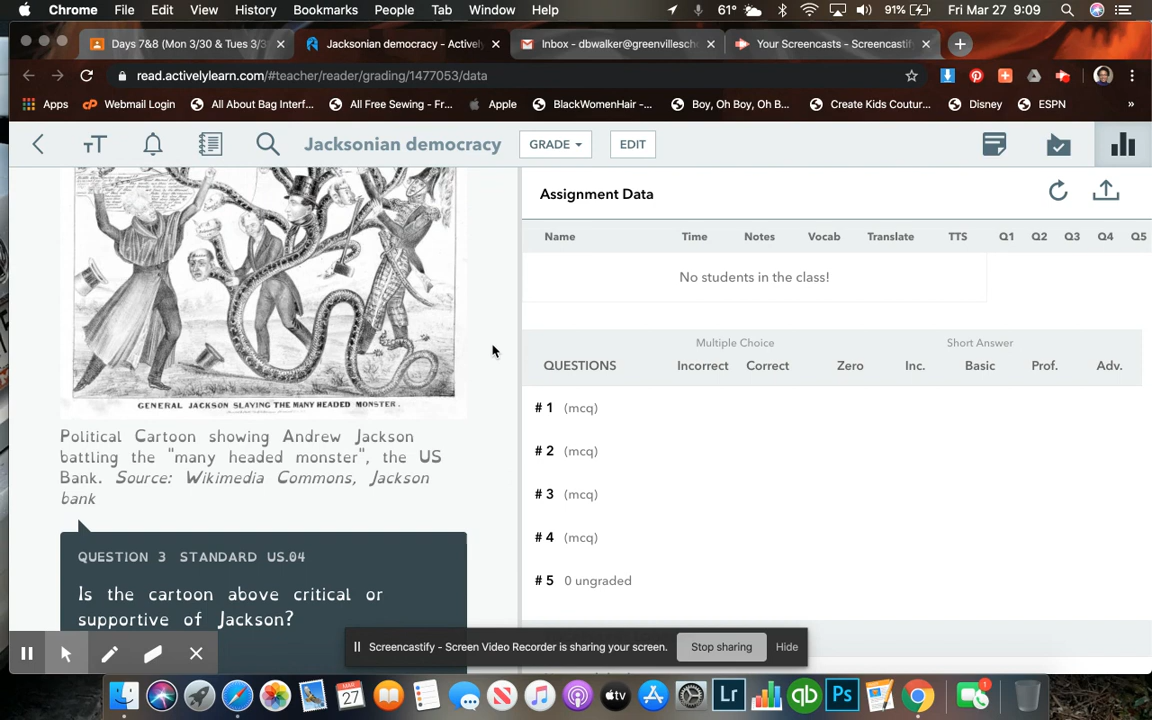 Chrome File Edit View History Bookmarks People Tab Window Help 61° 91% Fri Mar 27 9:09
Days 7&8 (Mon 3/30 & Tues 3/3 Jacksonian democracy - Actively Inbox - dbwalker@greenvillesch Your Screencasts - Screencastify
read.activelylearn.com/#teacher/reader/grading/1477053/data
Apps Webmail Login All About Bag Interf... All Free Sewing - Fr... Apple BlackWomenHair -... Boy, Oh Boy, Oh B... Create Kids Coutur... Disney ESPN »
Jacksonian democracy GRADE EDIT
Assignment Data
Name Time Notes Vocab Translate TTS Q1 Q2 Q3 Q4 Q5
No students in the class!
Multiple Choice Short Answer
QUESTIONS Incorrect Correct Zero Inc. Basic Prof. Adv.
# 1 (mcq)
# 2 (mcq)
# 3 (mcq)
# 4 (mcq)
# 5 0 ungraded
GENERAL JACKSON SLAYING THE MANY HEADED MONSTER.
Political Cartoon showing Andrew Jackson
battling the "many headed monster", the US
Bank. Source: Wikimedia Commons, Jackson
bank
QUESTION 3 STANDARD US.04
Is the cartoon above critical or
supportive of Jackson?
Screencastify - Screen Video Recorder is sharing your screen. Stop sharing Hide
MAR
27
tv
Lr
qb
Ps
1